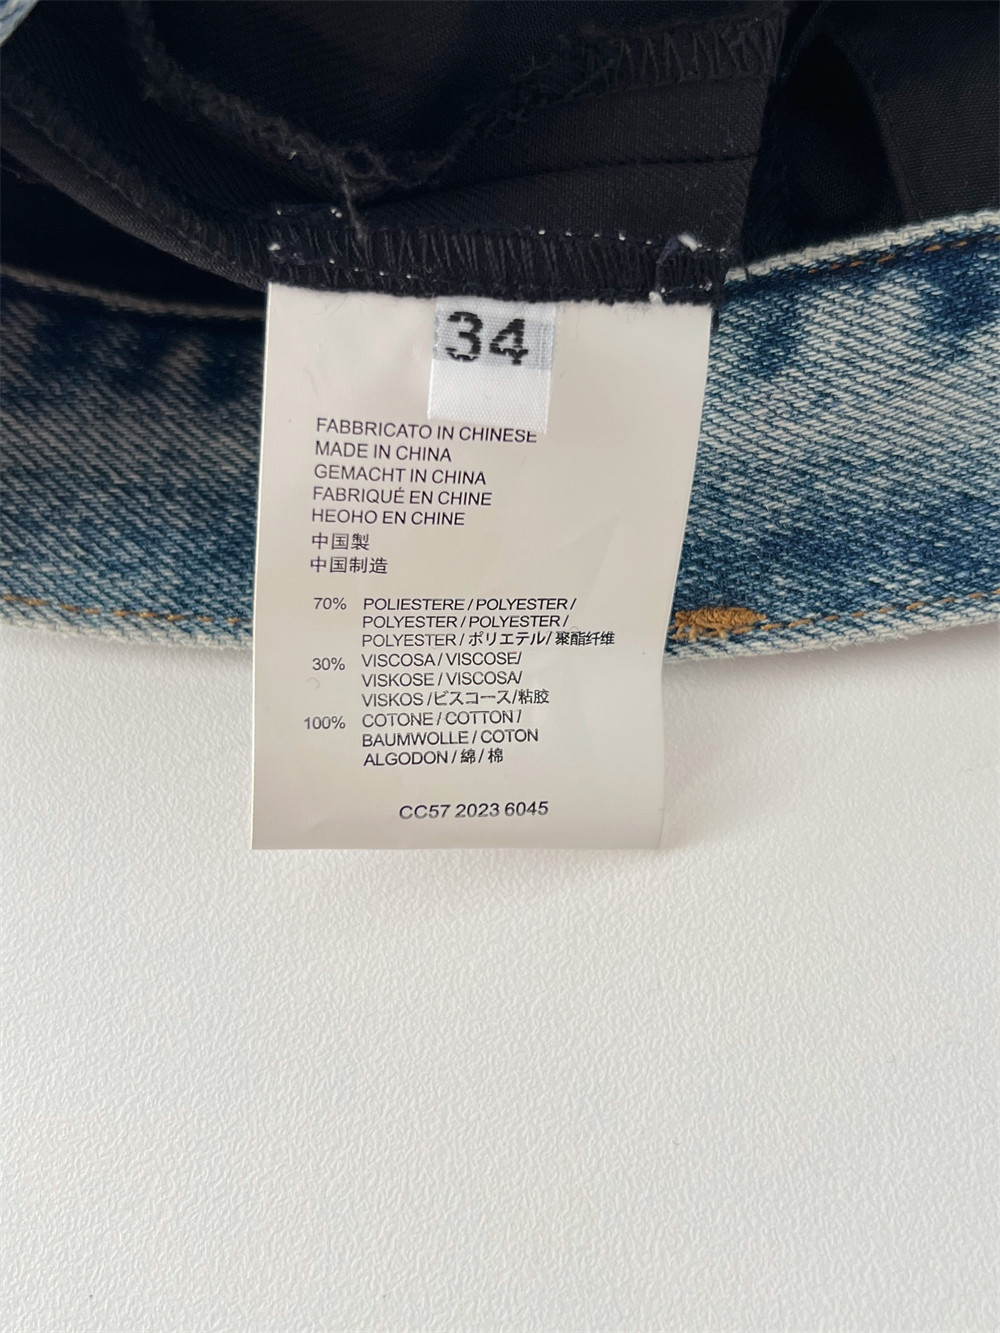 34
FABBRICATO IN CHINESE
MADE IN CHINA
GEMACHT IN CHINA
FABRIQUÉ EN CHINE
HEOHO EN CHINE
中国製
中国制造
70% POLIESTERE / POLYESTER /
POLYESTER / POLYESTER /
POLYESTER / ポリエテル/ 聚酯纤维
30% VISCOSA / VISCOSE/
VISKOSE / VISCOSA/
VISKOS /ビスコース/粘胶
100% COTONE / COTTON /
BAUMWOLLE / COTON
ALGODON / 綿 / 棉
CC57 2023 6045